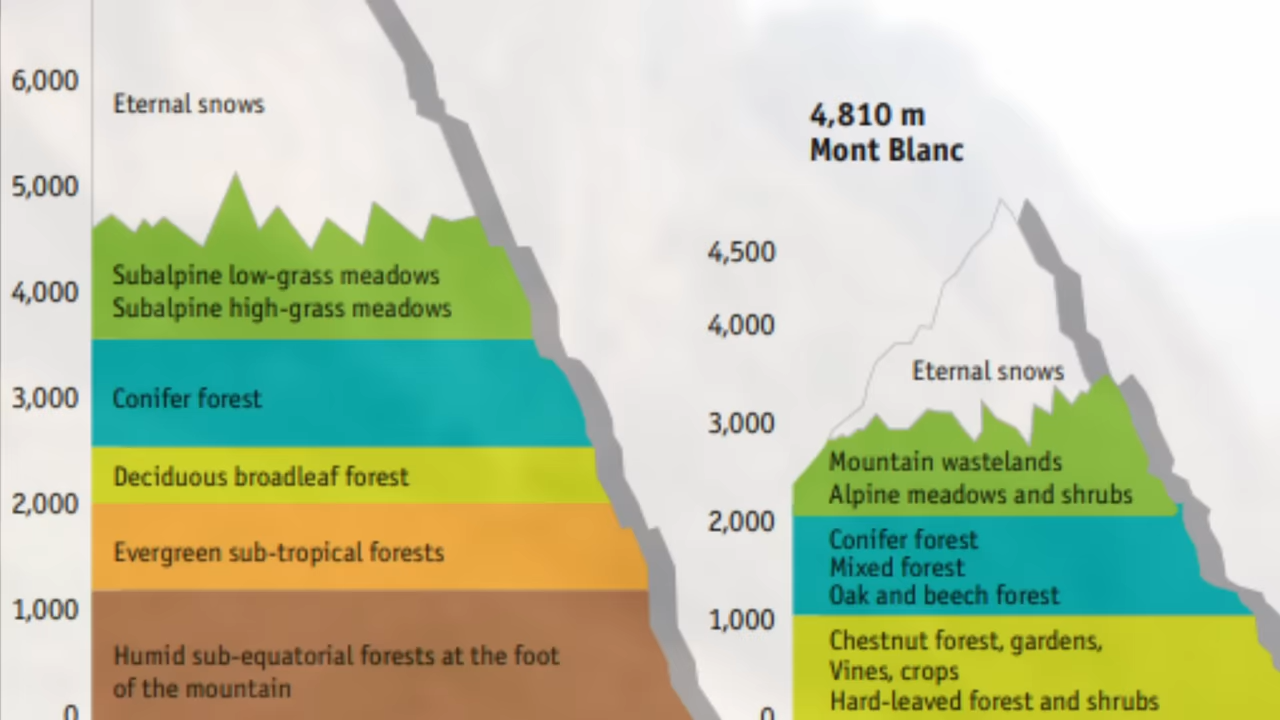 6,000
Eternal snows
5,000
4,000
Subalpine low-grass meadows
Subalpine high-grass meadows
3,000
Conifer forest
Deciduous broadleaf forest
2,000
Evergreen sub-tropical forests
1,000
Humid sub-equatorial forests at the foot
of the mountain
0
4,810 m
Mont Blanc
4,500
4,000
Eternal snows
3,000
Mountain wastelands
Alpine meadows and shrubs
2,000
Conifer forest
Mixed forest
Oak and beech forest
1,000
Chestnut forest, gardens,
Vines, crops
Hard-leaved forest and shrubs
0